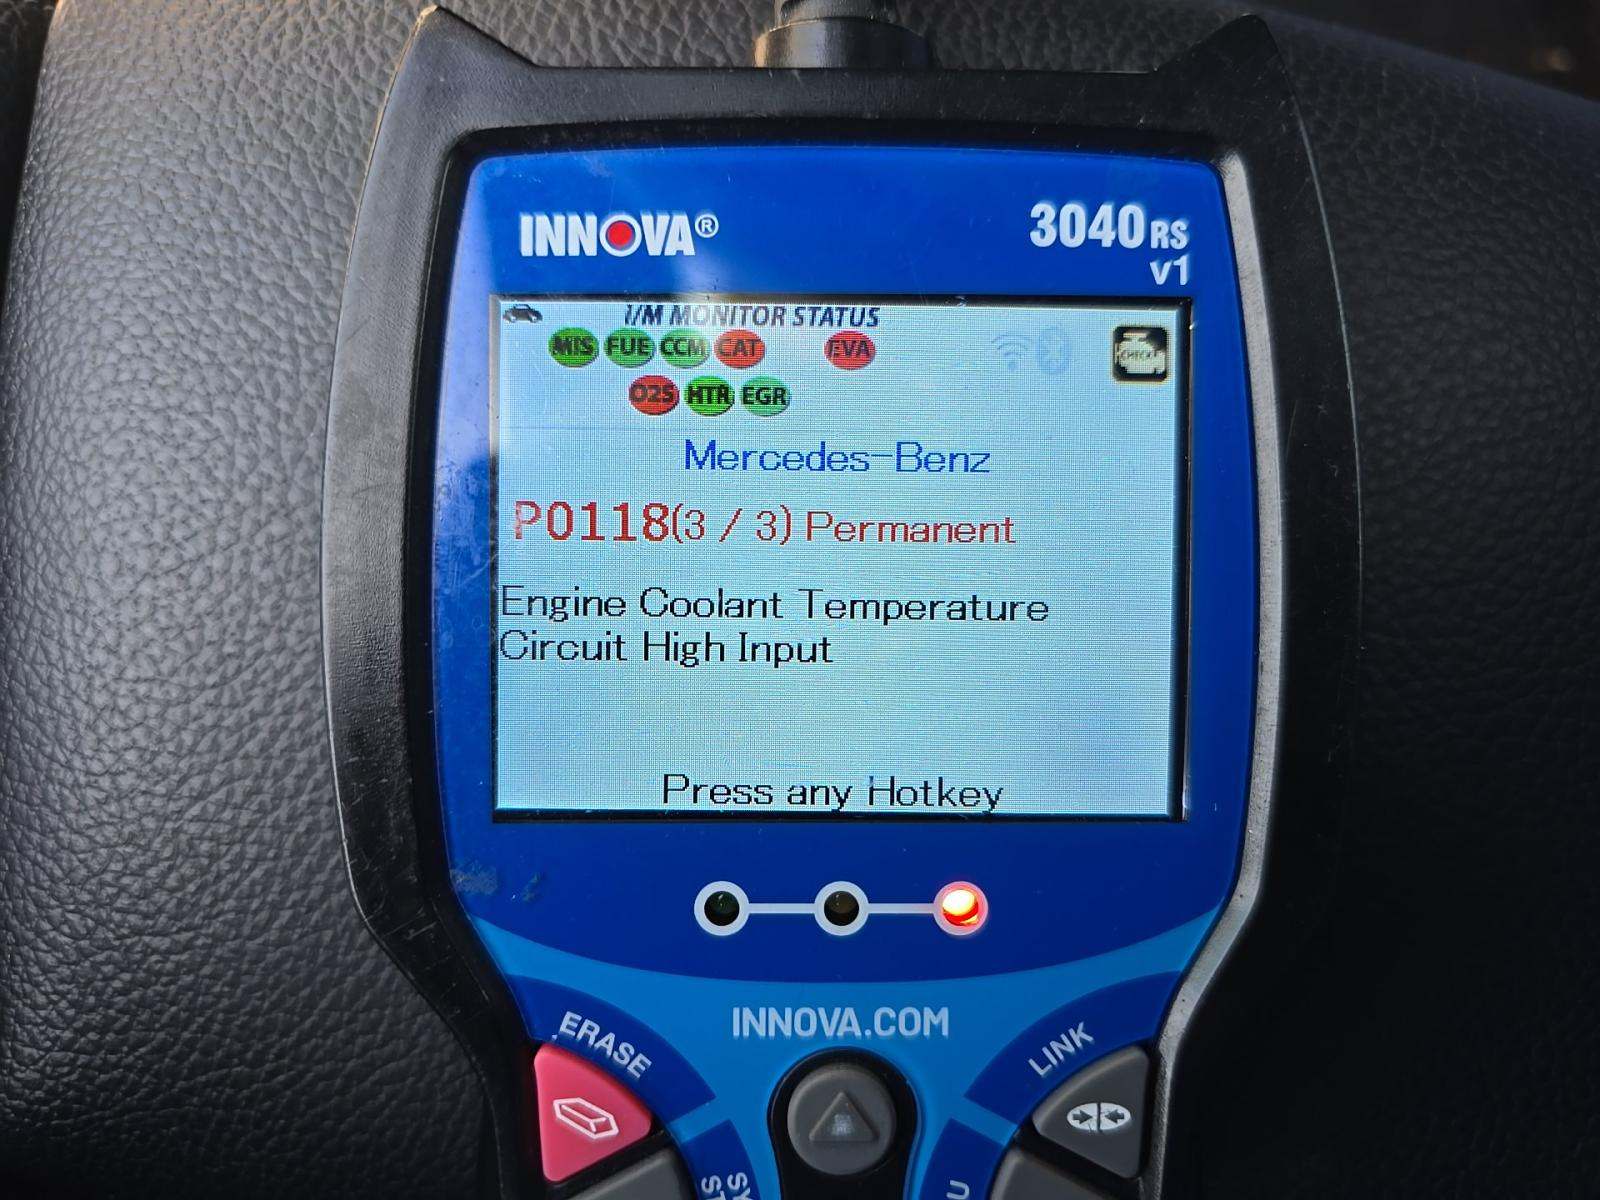 INNOVA®
3040RS
v1
I/M MONITOR STATUS
MIS FUE CCM CAT EVA
CHECK
O2S HTR EGR
Mercedes-Benz
P0118(3 / 3) Permanent
Engine Coolant Temperature
Circuit High Input
Press any Hotkey
INNOVA.COM
ERASE
LINK